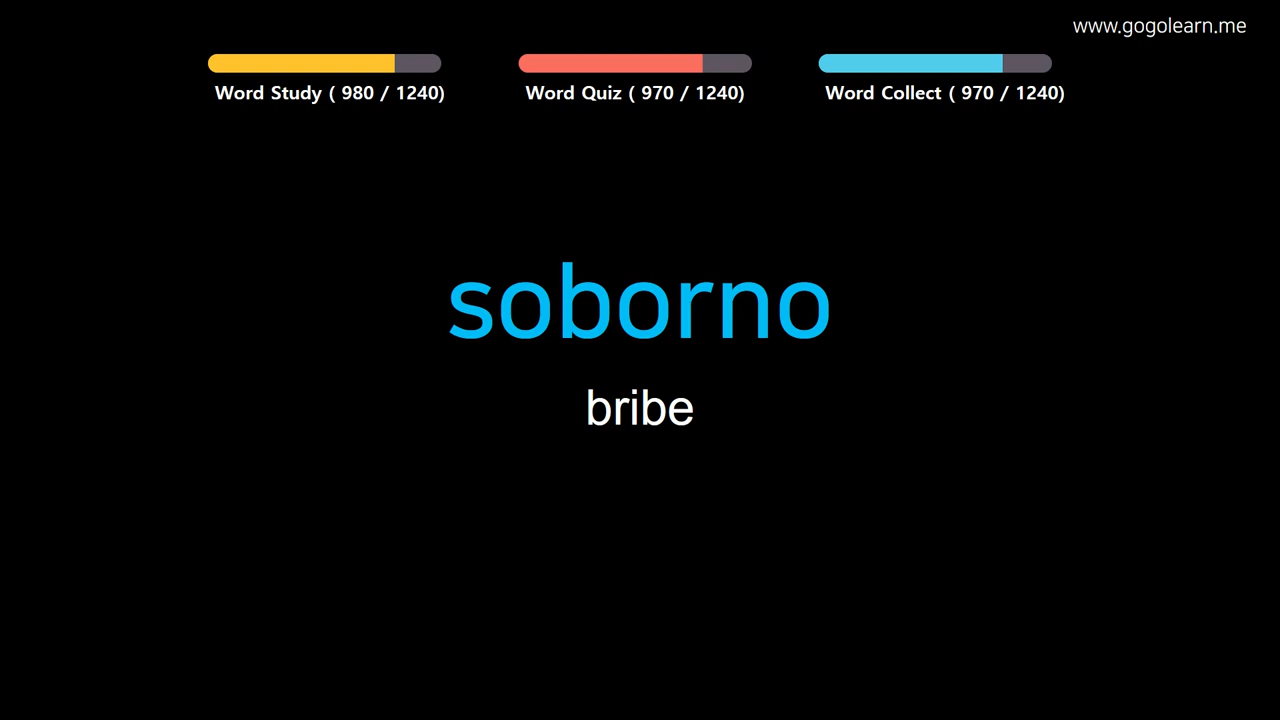 www.gogolearn.me
Word Study ( 980 / 1240)
Word Quiz ( 970 / 1240)
Word Collect ( 970 / 1240)
soborno
bribe